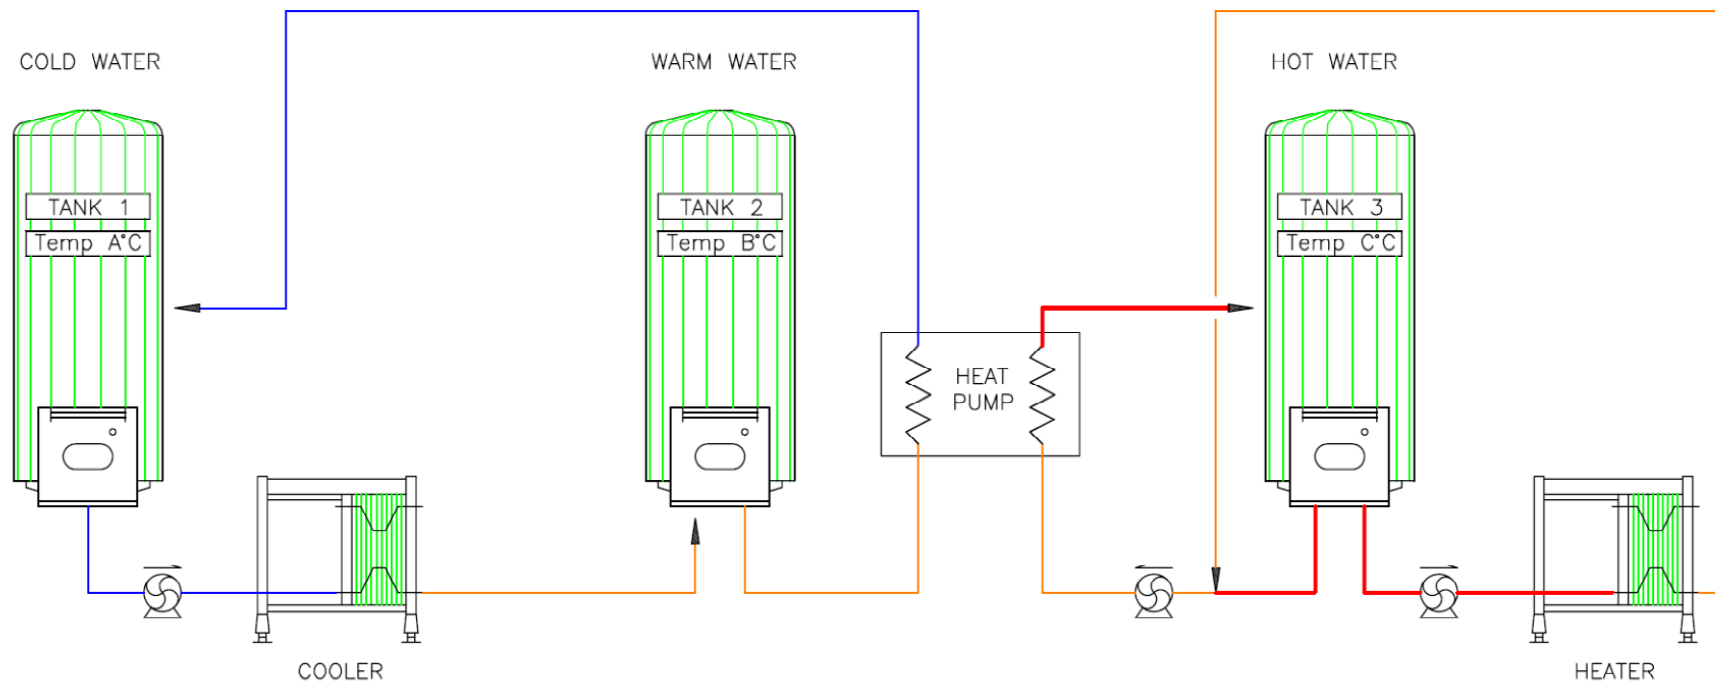 COLD WATER
WARM WATER
HOT WATER
TANK 1
Temp A°C
TANK 2
Temp B°C
TANK 3
Temp C°C
HEAT
PUMP
COOLER
HEATER